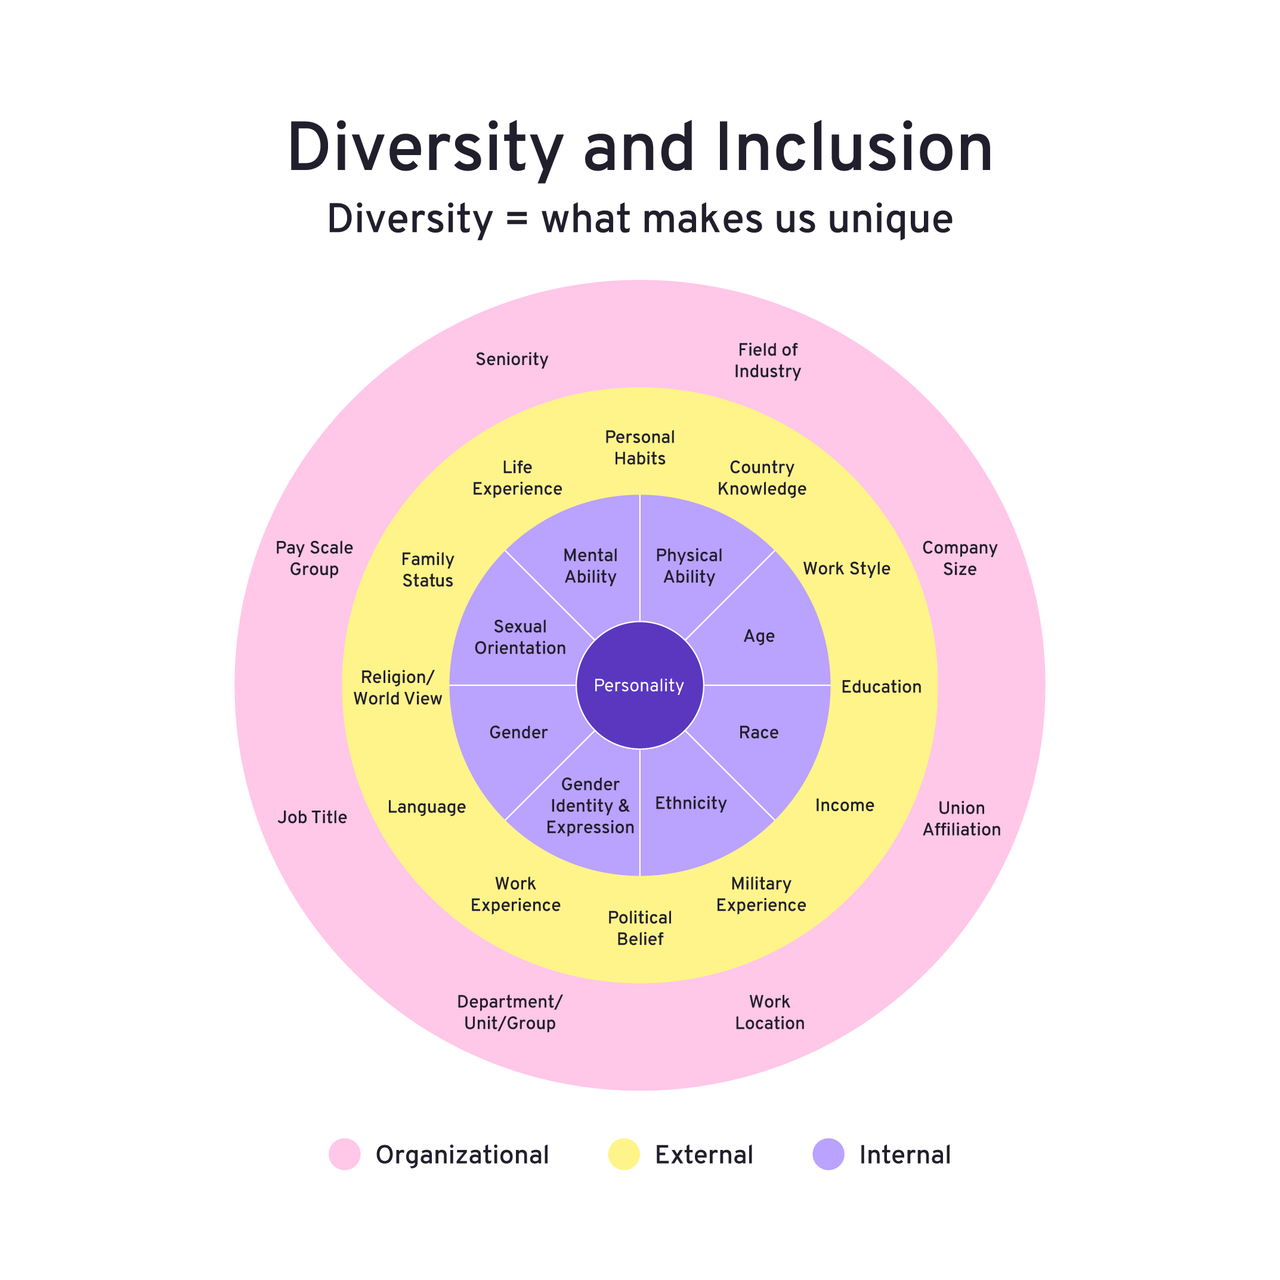 Diversity and Inclusion
Diversity = what makes us unique
Seniority
Field of
Industry
Pay Scale
Group
Company
Size
Job Title
Union
Affiliation
Department/
Unit/Group
Work
Location
Personal
Habits
Life
Experience
Country
Knowledge
Family
Status
Work Style
Religion/
World View
Education
Language
Income
Work
Experience
Political
Belief
Military
Experience
Mental
Ability
Physical
Ability
Sexual
Orientation
Age
Personality
Gender
Race
Gender
Identity &
Expression
Ethnicity
Organizational
External
Internal